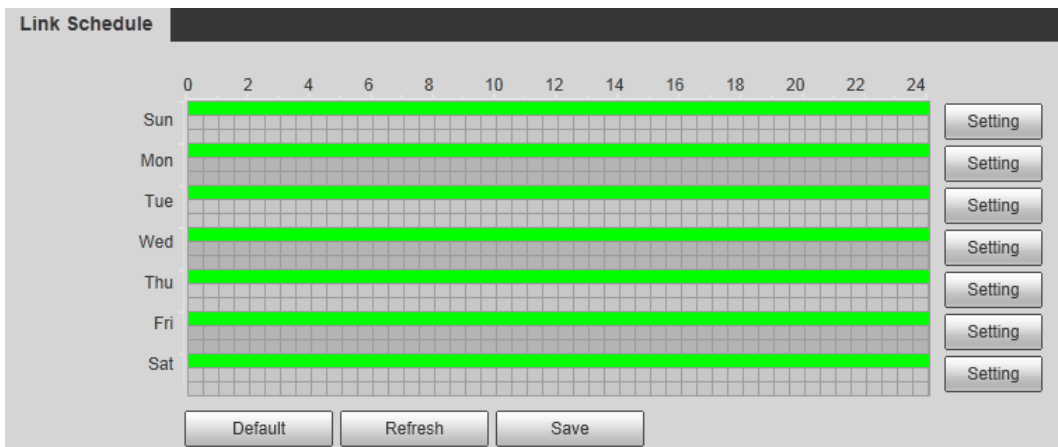 Link Schedule
0 2 4 6 8 10 12 14 16 18 20 22 24
Sun Setting
Mon Setting
Tue Setting
Wed Setting
Thu Setting
Fri Setting
Sat Setting
Default Refresh Save